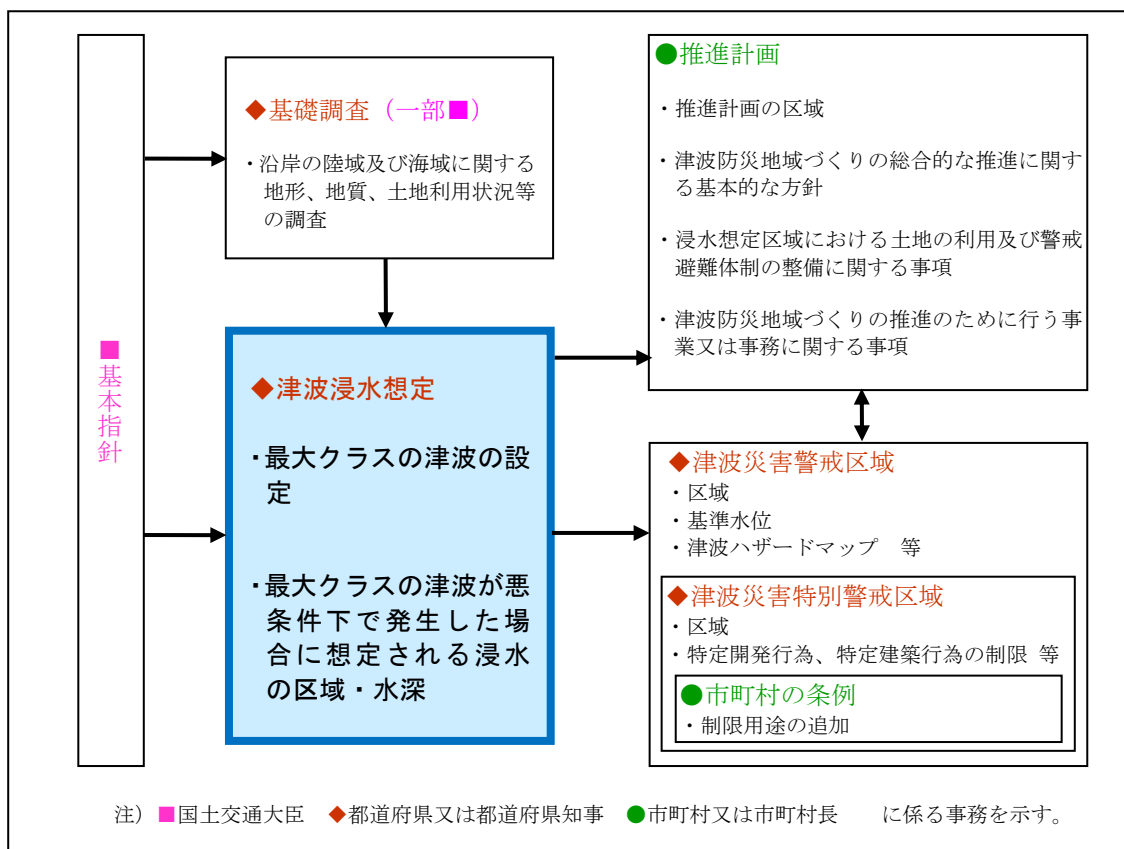 ■基本指針
◆基礎調査（一部■）
・沿岸の陸域及び海域に関する
地形、地質、土地利用状況等
の調査
◆津波浸水想定
・最大クラスの津波の設
定
・最大クラスの津波が悪
条件下で発生した場
合に想定される浸水
の区域・水深
●推進計画
・推進計画の区域
・津波防災地域づくりの総合的な推進に関す
る基本的な方針
・浸水想定区域における土地の利用及び警戒
避難体制の整備に関する事項
・津波防災地域づくりの推進のために行う事
業又は事務に関する事項
◆津波災害警戒区域
・区域
・基準水位
・津波ハザードマップ　等
◆津波災害特別警戒区域
・区域
・特定開発行為、特定建築行為の制限 等
●市町村の条例
・制限用途の追加
注）■国土交通大臣　◆都道府県又は都道府県知事　●市町村又は市町村長　　に係る事務を示す。